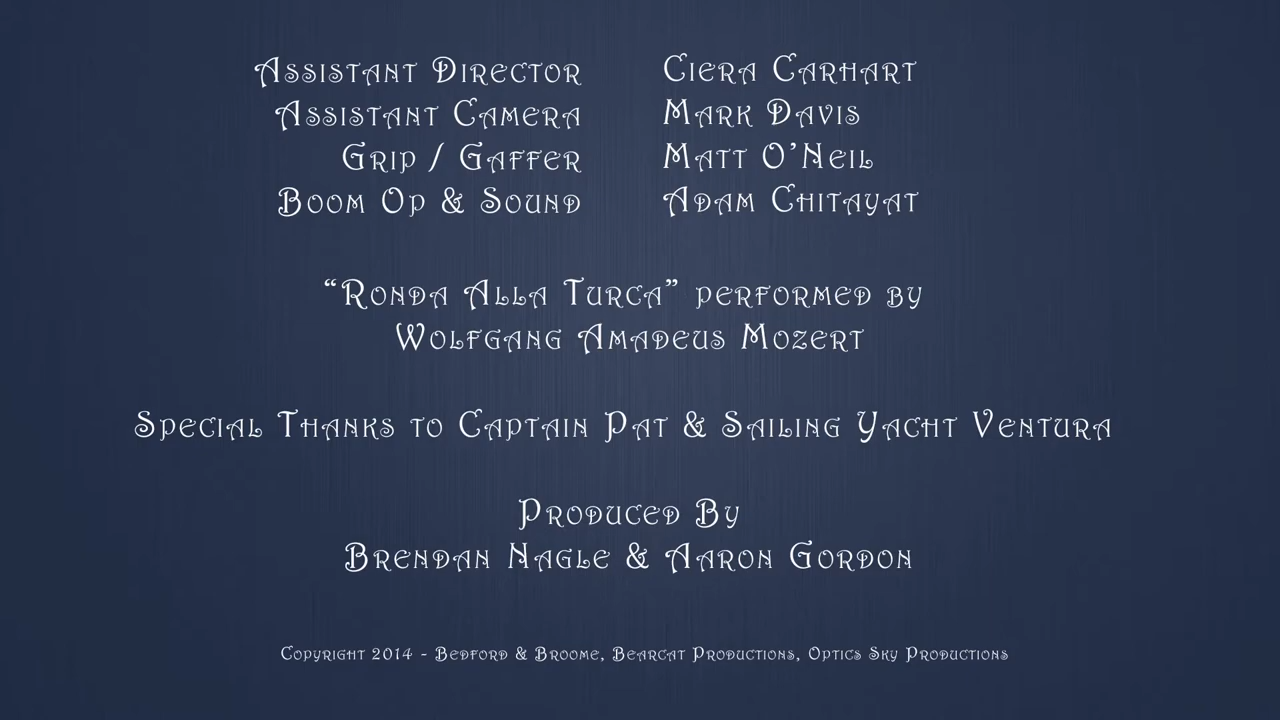 Assistant Director Ciera Carhart
Assistant Camera Mark Davis
Grip / Gaffer Matt O’Neil
Boom Op & Sound Adam Chitayat
“Ronda Alla Turca” performed by
Wolfgang Amadeus Mozert
Special Thanks to Captain Pat & Sailing Yacht Ventura
Produced By
Brendan Nagle & Aaron Gordon
Copyright 2014 - Bedford & Broome, Bearcat Productions, Optics Sky Productions